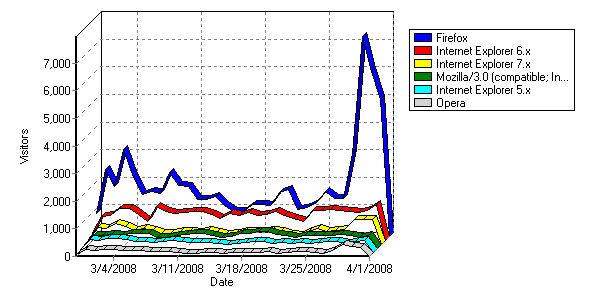 Firefox
Internet Explorer 6.x
Internet Explorer 7.x
Mozilla/3.0 (compatible; In...
Internet Explorer 5.x
Opera
7,000
6,000
5,000
4,000
3,000
2,000
1,000
0
Visitors
3/4/2008 3/11/2008 3/18/2008 3/25/2008 4/1/2008
Date